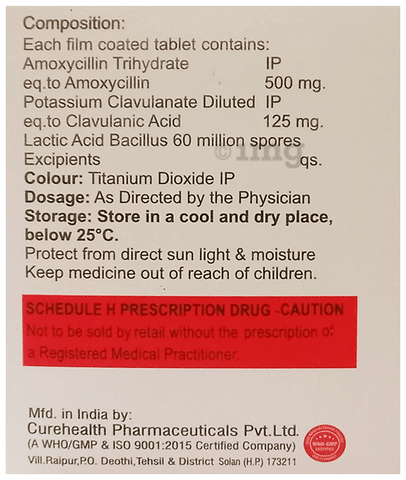 Composition:
Each film coated tablet contains:
Amoxycillin Trihydrate IP
eq.to Amoxycillin 500 mg.
Potassium Clavulanate Diluted IP
eq.to Clavulanic Acid 125 mg.
Lactic Acid Bacillus 60 million spores
Excipients qs.
Colour: Titanium Dioxide IP
Dosage: As Directed by the Physician
Storage: Store in a cool and dry place,
below 25°C.
Protect from direct sun light & moisture
Keep medicine out of reach of children.
SCHEDULE H PRESCRIPTION DRUG -CAUTION
Not to be sold by retail without the prescription of
a Registered Medical Practitioner.
Mfd. in India by:
Curehealth Pharmaceuticals Pvt.Ltd.
(A WHO/GMP & ISO 9001:2015 Certified Company)
Vill.Raipur,P.O. Deothi,Tehsil & District Solan (H.P.) 173211
WHO-GMP
CERTIFIED
© 1mg